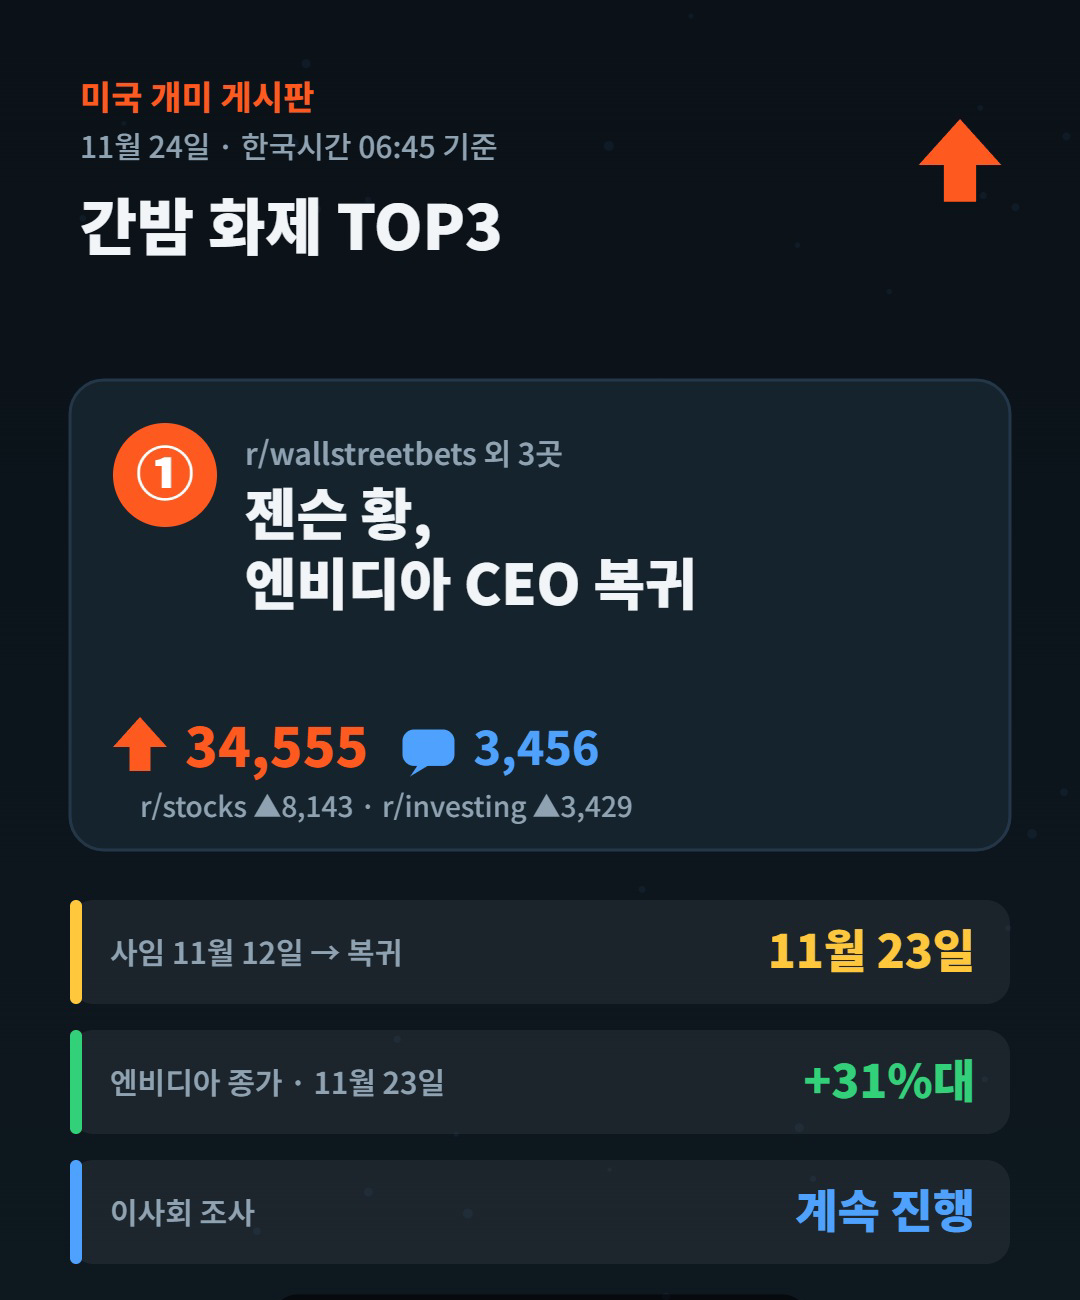 미국 개미 게시판
11월 24일 · 한국시간 06:45 기준
간밤 화제 TOP3
①
r/wallstreetbets 외 3곳
젠슨 황,
엔비디아 CEO 복귀
34,555 3,456
r/stocks ▲8,143 · r/investing ▲3,429
사임 11월 12일 → 복귀 11월 23일
엔비디아 종가 · 11월 23일 +31%대
이사회 조사 계속 진행